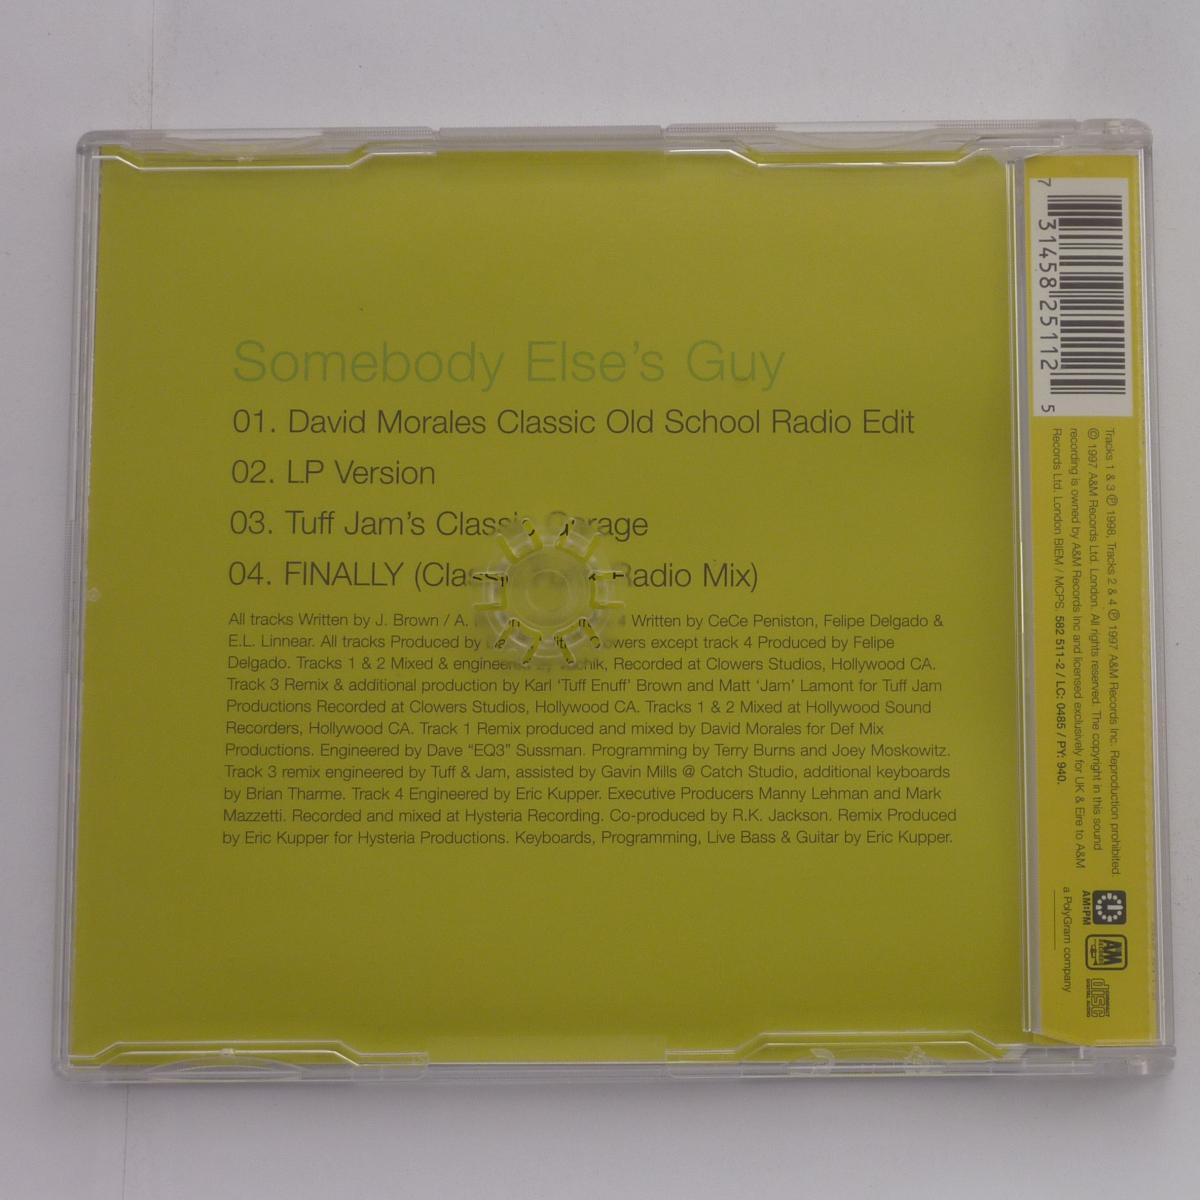 Somebody Else's Guy
01. David Morales Classic Old School Radio Edit
02. LP Version
03. Tuff Jam's Classic Garage
04. FINALLY (Classic Radio Mix)
All tracks Written by J. Brown / A. 4 Written by CeCe Peniston, Felipe Delgado &
E.L. Linnear. All tracks Produced by Clowers except track 4 Produced by Felipe
Delgado. Tracks 1 & 2 Mixed & engineered by Recorded at Clowers Studios, Hollywood CA.
Track 3 Remix & additional production by Karl 'Tuff Enuff' Brown and Matt 'Jam' Lamont for Tuff Jam
Productions Recorded at Clowers Studios, Hollywood CA. Tracks 1 & 2 Mixed at Hollywood Sound
Recorders, Hollywood CA. Track 1 Remix produced and mixed by David Morales for Def Mix
Productions. Engineered by Dave "EQ3" Sussman. Programming by Terry Burns and Joey Moskowitz.
Track 3 remix engineered by Tuff & Jam, assisted by Gavin Mills @ Catch Studio, additional keyboards
by Brian Tharme. Track 4 Engineered by Eric Kupper. Executive Producers Manny Lehman and Mark
Mazzetti. Recorded and mixed at Hysteria Recording. Co-produced by R.K. Jackson. Remix Produced
by Eric Kupper for Hysteria Productions. Keyboards, Programming, Live Bass & Guitar by Eric Kupper.
7 31458 25112 5
Tracks 1 & 3 ℗ 1998, Tracks 2 & 4 ℗ 1997 A&M Records Inc. Reproduction prohibited.
© 1997 A&M Records Ltd. London. All rights reserved. The copyright in this sound
recording is owned by A&M Records Inc and licensed exclusively for UK & Eire to A&M
Records Ltd. London BIEM / MCPS. 582 511-2 / LC: 0485 / PY: 940.
AM:PM
A&M
RECORDS
COMPACT
disc
DIGITAL AUDIO
a PolyGram company